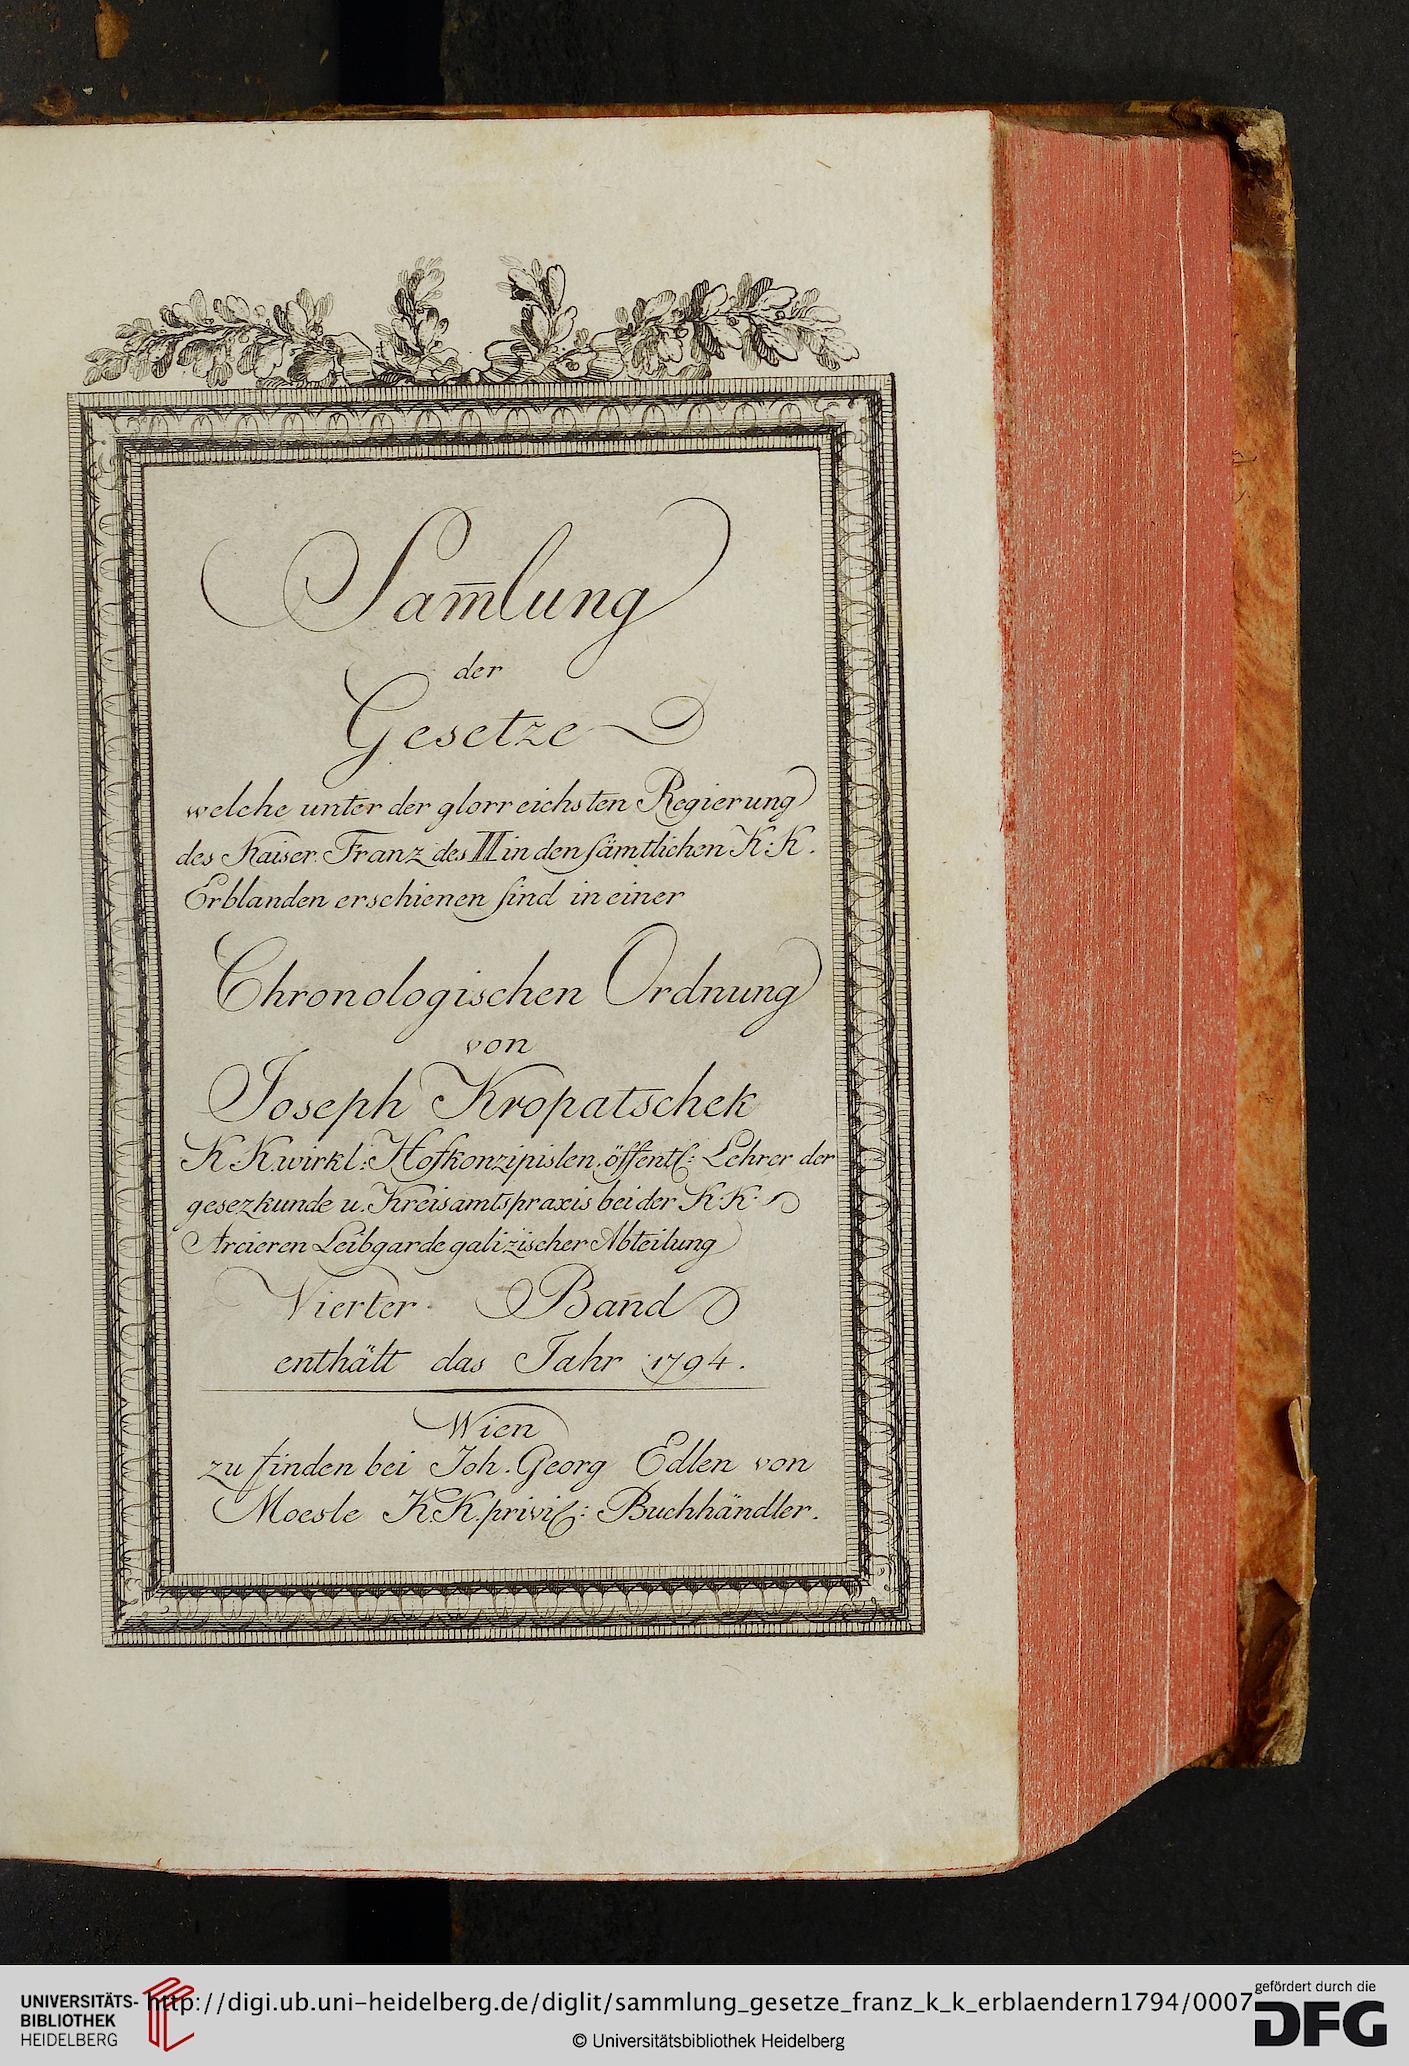 Sam̄lung
der
Gesetze
welche unter der glorreichsten Regierung
des Kaiser Franz des II in den sämtlichen K: K.
Erblanden erschienen sind in einer
Chronologischen Ordnung
von
Joseph Kropatschek
K. K. wirkl: Hofkonzipisten, öffentl: Lehrer der
gesezkunde u. Kreisamtspraxis bei der K. K.
Arcieren Leibgarde galizischer Abteilung
Vierter Band
enthält das Jahr 1794.
Wien
zu finden bei Joh. Georg Edlen von
Moesle K. K. privil: Buchhändler.
UNIVERSITÄTS-
BIBLIOTHEK
HEIDELBERG
http://digi.ub.uni-heidelberg.de/diglit/sammlung_gesetze_franz_k_k_erblaendern1794/0007
© Universitätsbibliothek Heidelberg
gefördert durch die
DFG